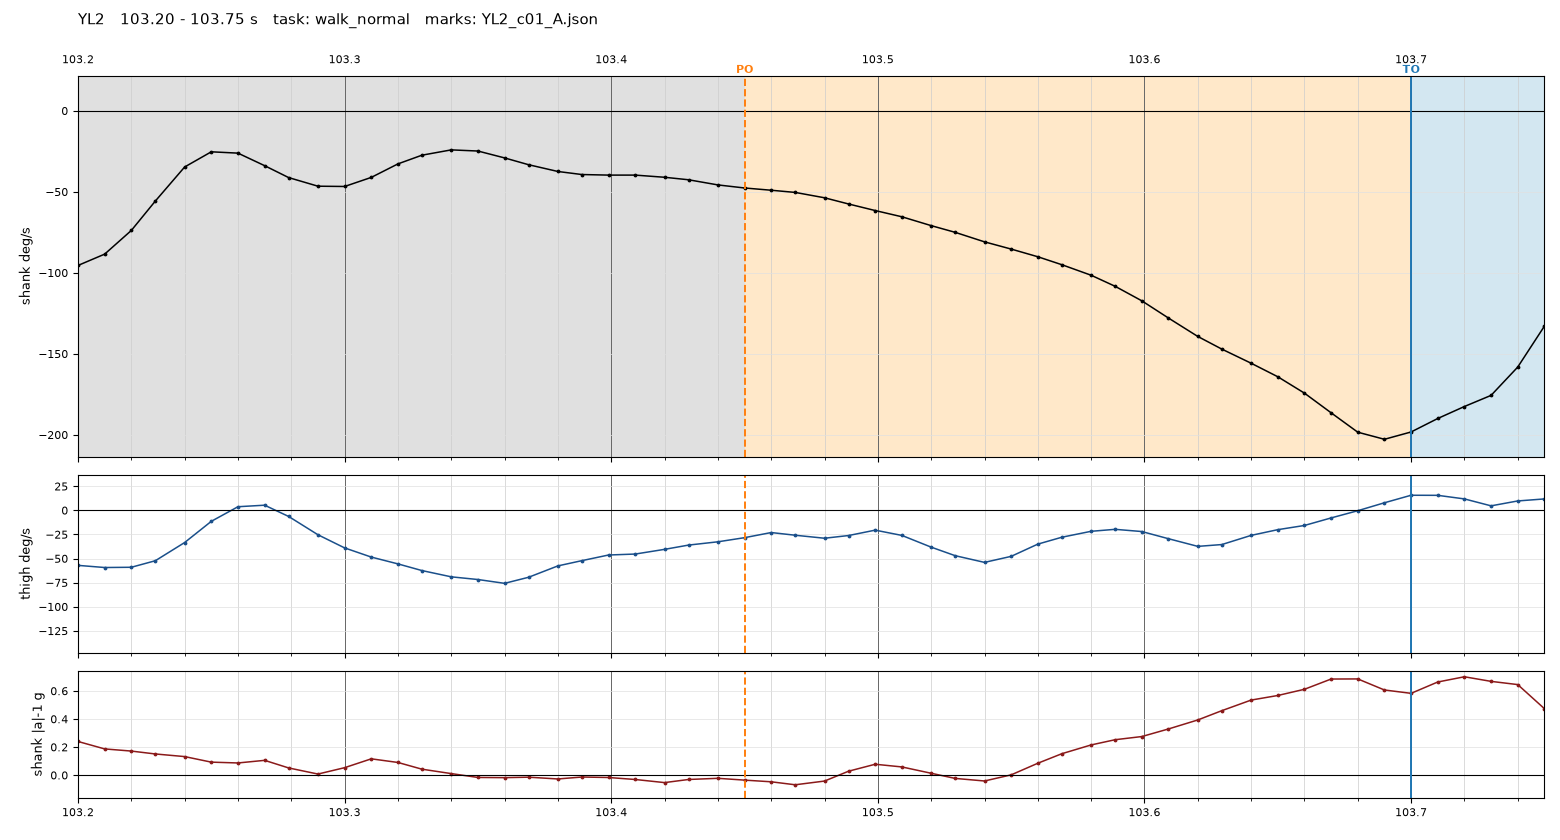 YL2   103.20 - 103.75 s   task: walk_normal   marks: YL2_c01_A.json
103.2 103.3 103.4 103.5 103.6 103.7
PO TO
0
−50
−100
−150
−200
shank deg/s
25
0
−25
−50
−75
−100
−125
thigh deg/s
0.6
0.4
0.2
0.0
shank |a|-1 g
103.2 103.3 103.4 103.5 103.6 103.7